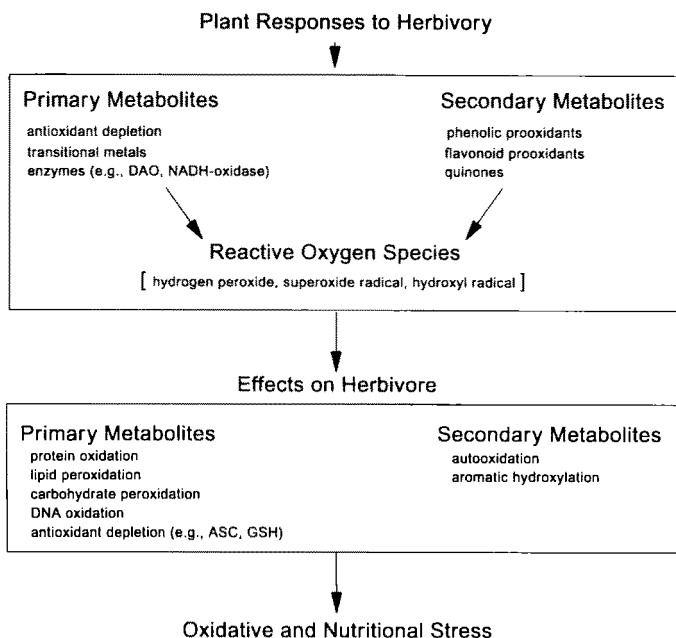 Plant Responses to Herbivory
Primary Metabolites
antioxidant depletion
transitional metals
enzymes (e.g., DAO, NADH-oxidase)
Secondary Metabolites
phenolic prooxidants
flavonoid prooxidants
quinones
Reactive Oxygen Species
[ hydrogen peroxide, superoxide radical, hydroxyl radical ]
Effects on Herbivore
Primary Metabolites
protein oxidation
lipid peroxidation
carbohydrate peroxidation
DNA oxidation
antioxidant depletion (e.g., ASC, GSH)
Secondary Metabolites
autooxidation
aromatic hydroxylation
Oxidative and Nutritional Stress